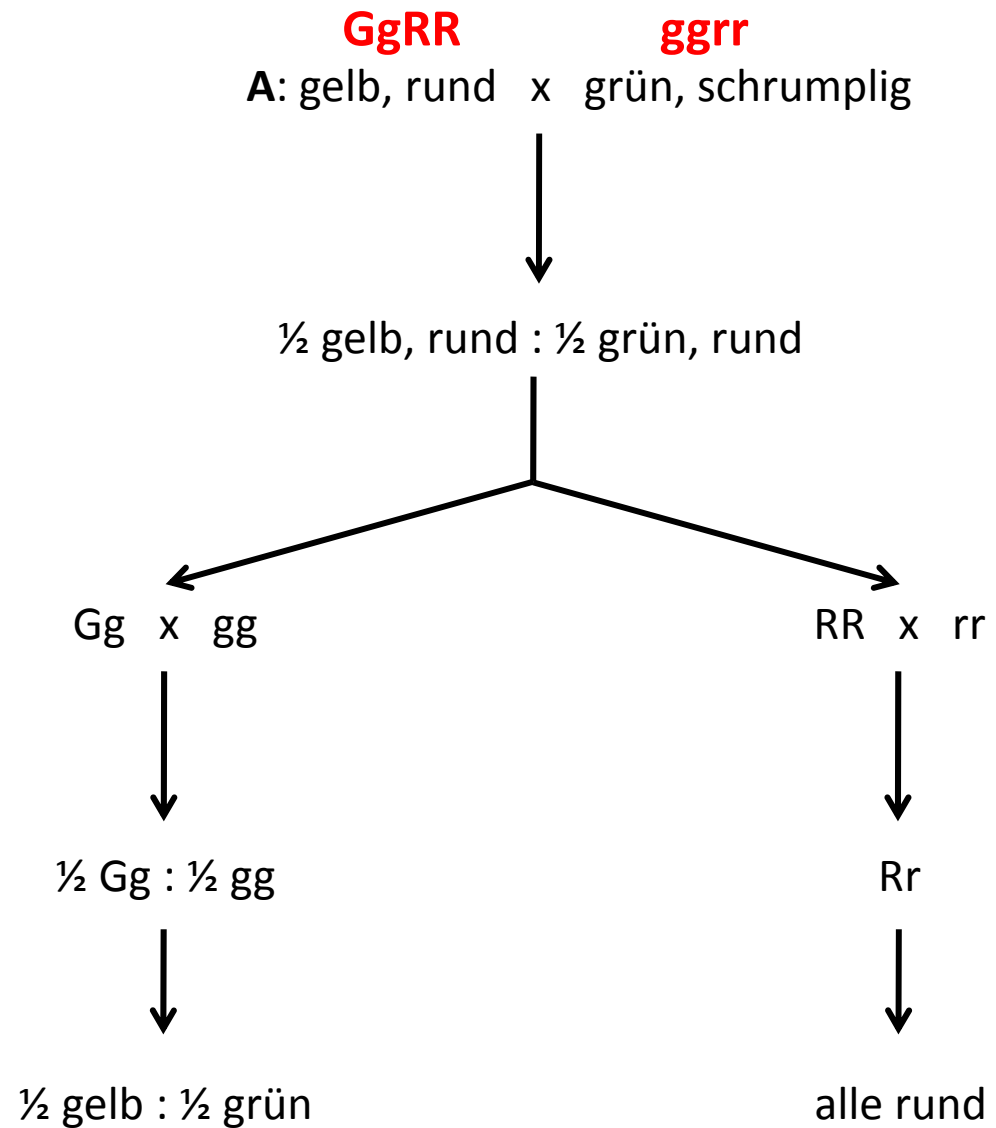 GgRR ggrr
A: gelb, rund x grün, schrumplig
½ gelb, rund : ½ grün, rund
Gg x gg RR x rr
½ Gg : ½ gg Rr
½ gelb : ½ grün alle rund